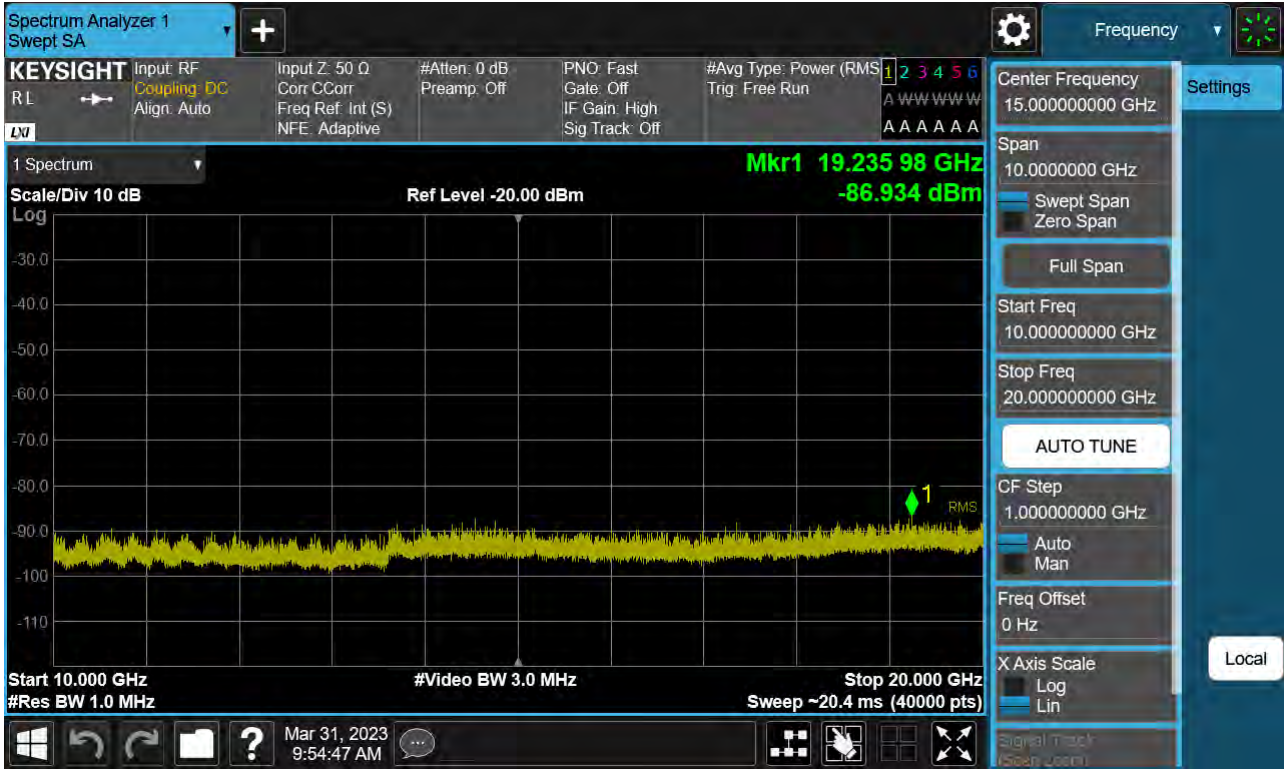 Spectrum Analyzer 1
Swept SA
+
Frequency
KEYSIGHT
RL
LXI
Input: RF
Coupling: DC
Align: Auto
Input Z: 50 Ω
Corr CCorr
Freq Ref: Int (S)
NFE: Adaptive
#Atten: 0 dB
Preamp: Off
PNO: Fast
Gate: Off
IF Gain: High
Sig Track: Off
#Avg Type: Power (RMS
Trig: Free Run
1 2 3 4 5 6
A W W W W W
A A A A A A
1 Spectrum
Scale/Div 10 dB
Ref Level -20.00 dBm
Mkr1 19.235 98 GHz
-86.934 dBm
Log
-30.0
-40.0
-50.0
-60.0
-70.0
-80.0
-90.0
-100
-110
1
RMS
Start 10.000 GHz
#Video BW 3.0 MHz
Stop 20.000 GHz
#Res BW 1.0 MHz
Sweep ~20.4 ms (40000 pts)
?
Mar 31, 2023
9:54:47 AM
Center Frequency
15.000000000 GHz
Settings
Span
10.0000000 GHz
Swept Span
Zero Span
Full Span
Start Freq
10.000000000 GHz
Stop Freq
20.000000000 GHz
AUTO TUNE
CF Step
1.000000000 GHz
Auto
Man
Freq Offset
0 Hz
X Axis Scale
Log
Lin
Local
Signal Track
(Span Zoom)